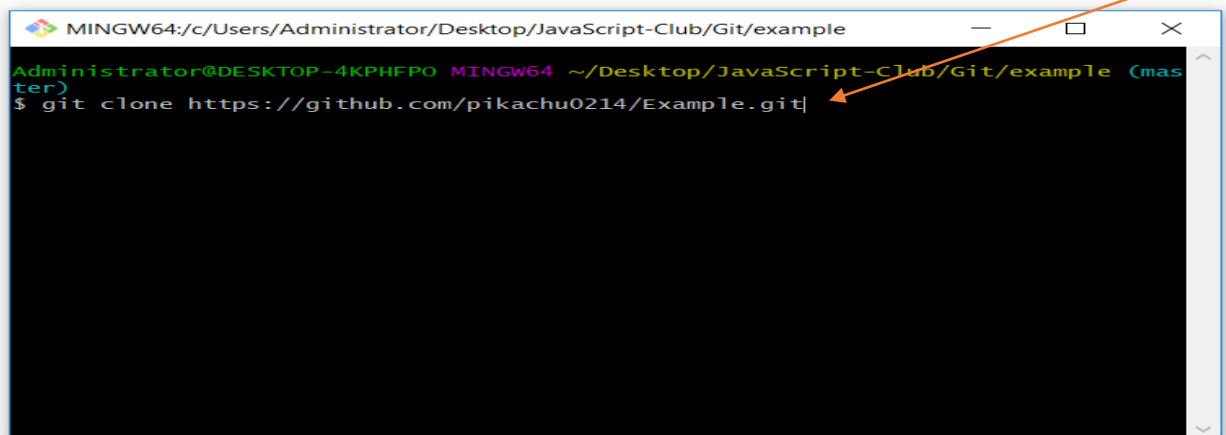 MINGW64:/c/Users/Administrator/Desktop/JavaScript-Club/Git/example
Administrator@DESKTOP-4KPHFPO MINGW64 ~/Desktop/JavaScript-Club/Git/example (mas
ter)
$ git clone https://github.com/pikachu0214/Example.git